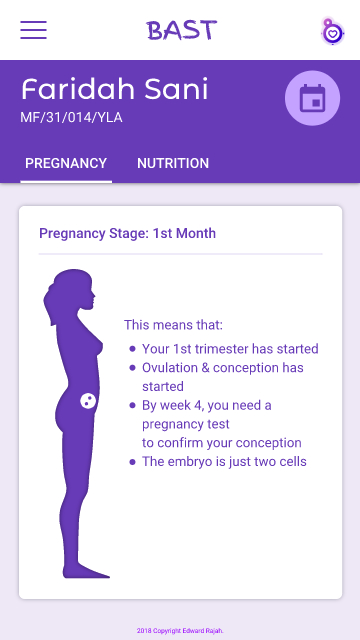 BAST
Faridah Sani
MF/31/014/YLA
PREGNANCY NUTRITION
Pregnancy Stage: 1st Month
This means that:
Your 1st trimester has started
Ovulation & conception has
started
By week 4, you need a
pregnancy test
to confirm your conception
The embryo is just two cells
2018 Copyright Edward Rajah.